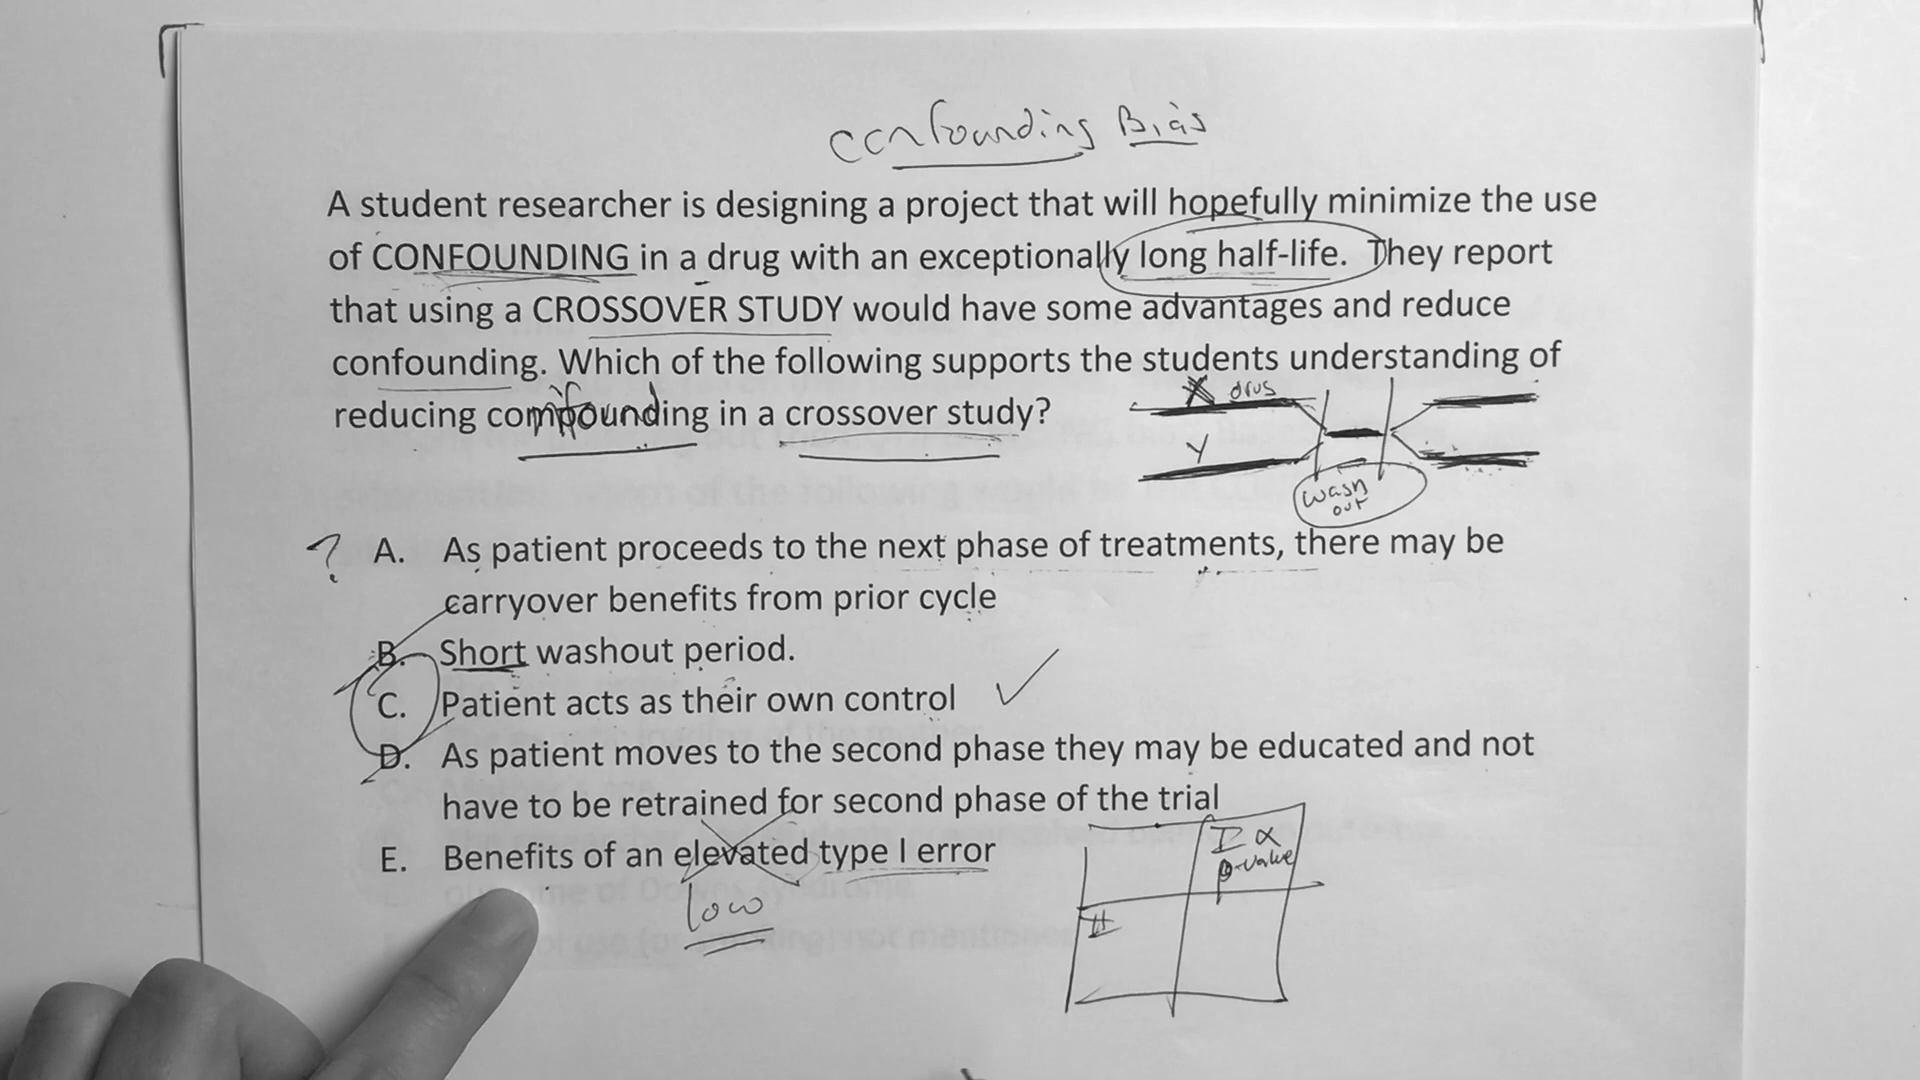 Confounding Bias
A student researcher is designing a project that will hopefully minimize the use
of CONFOUNDING in a drug with an exceptionally long half-life. They report
that using a CROSSOVER STUDY would have some advantages and reduce
confounding. Which of the following supports the students understanding of
reducing confounding in a crossover study?
X drug
Y
wash
out
? A. As patient proceeds to the next phase of treatments, there may be
carryover benefits from prior cycle
B. Short washout period.
C. Patient acts as their own control
D. As patient moves to the second phase they may be educated and not
have to be retrained for second phase of the trial
E. Benefits of an elevated type I error
low
I α
p-value
II